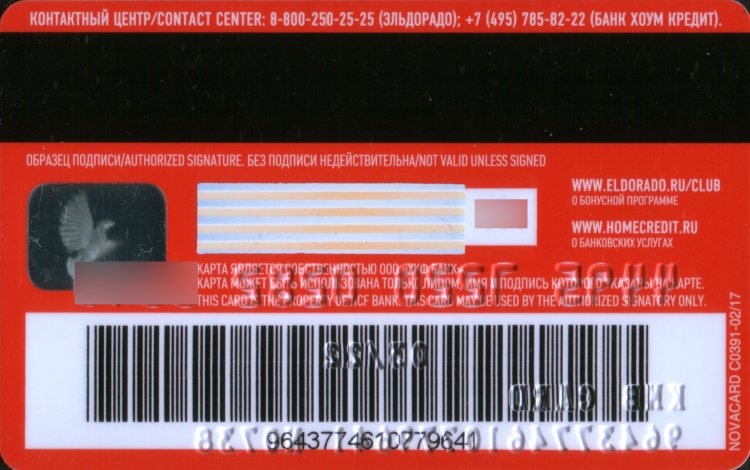 КОНТАКТНЫЙ ЦЕНТР/CONTACT CENTER: 8-800-250-25-25 (ЭЛЬДОРАДО); +7 (495) 785-82-22 (БАНК ХОУМ КРЕДИТ).
ОБРАЗЕЦ ПОДПИСИ/AUTHORIZED SIGNATURE. БЕЗ ПОДПИСИ НЕДЕЙСТВИТЕЛЬНА/NOT VALID UNLESS SIGNED
WWW.ELDORADO.RU/CLUB
О БОНУСНОЙ ПРОГРАММЕ
WWW.HOMECREDIT.RU
О БАНКОВСКИХ УСЛУГАХ
КАРТА ЯВЛЯЕТСЯ СОБСТВЕННОСТЬЮ ООО «ХКФ БАНК»
КАРТА МОЖЕТ БЫТЬ ИСПОЛЬЗОВАНА ТОЛЬКО ЛИЦОМ, ИМЯ И ПОДПИСЬ КОТОРОГО УКАЗАНЫ НА КАРТЕ.
THIS CARD IS THE PROPERTY OF HCF BANK. THIS CARD MAY BE USED BY THE AUTHORIZED SIGNATORY ONLY.
9643774610779641
NOVACARD C0391-02/17